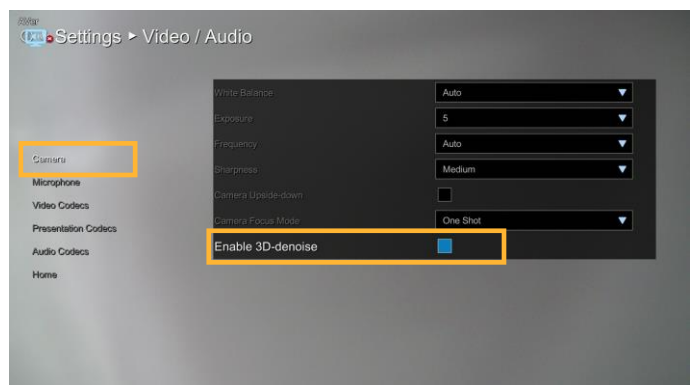 AVer
Settings ► Video / Audio
White Balance Auto ▼
Exposure 5 ▼
Frequency Auto ▼
Camera
Sharpness Medium ▼
Microphone
Camera Upside-down
Video Codecs
Camera Focus Mode One Shot ▼
Presentation Codecs
Enable 3D-denoise
Audio Codecs
Home